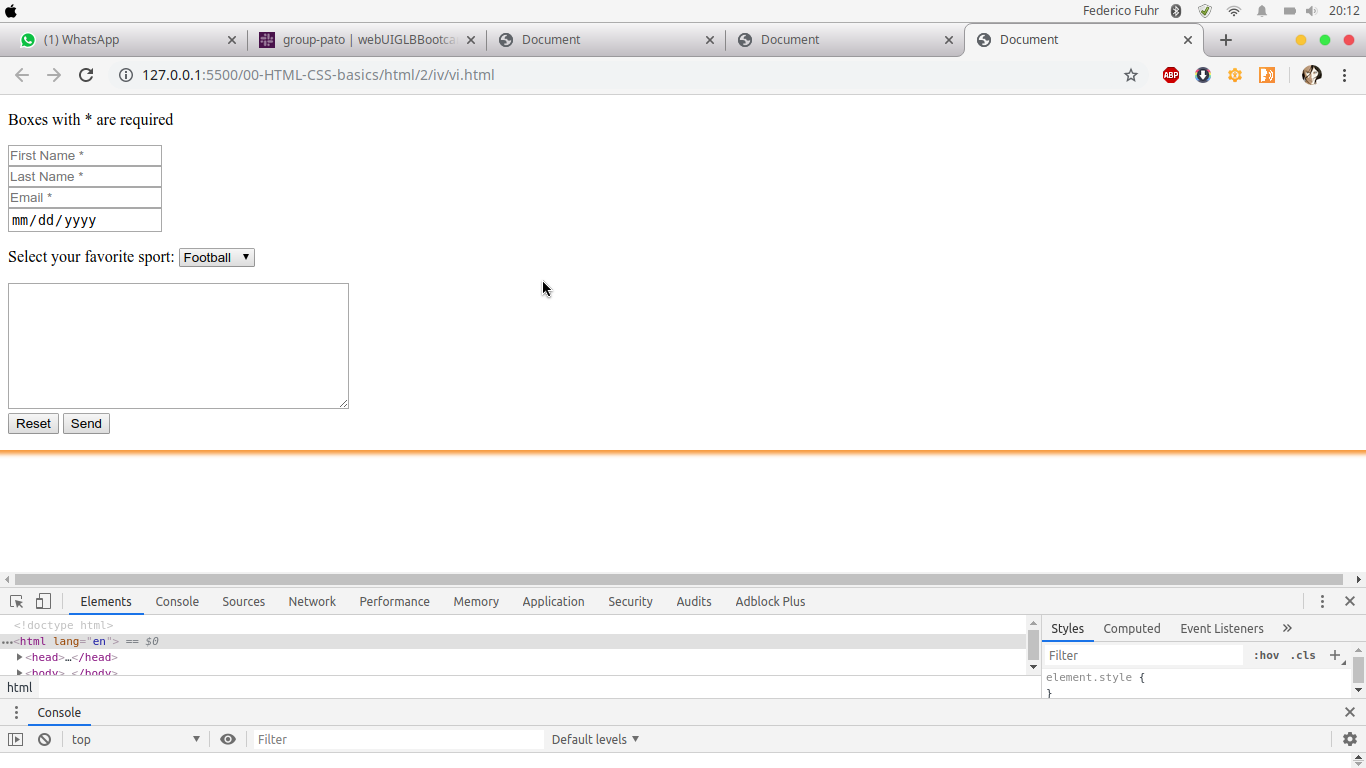 Federico Fuhr 20:12
(1) WhatsApp group-pato | webUIGLBBootca Document Document Document
127.0.0.1:5500/00-HTML-CSS-basics/html/2/iv/vi.html ABP
Boxes with * are required
First Name *
Last Name *
Email *
mm/dd/yyyy
Select your favorite sport: Football
Reset Send
Elements Console Sources Network Performance Memory Application Security Audits Adblock Plus
<!doctype html>
<html lang="en"> == $0
<head>…</head>
<body>…</body>
html
Styles Computed Event Listeners »
Filter :hov .cls +
element.style {
}
Console
top Filter Default levels